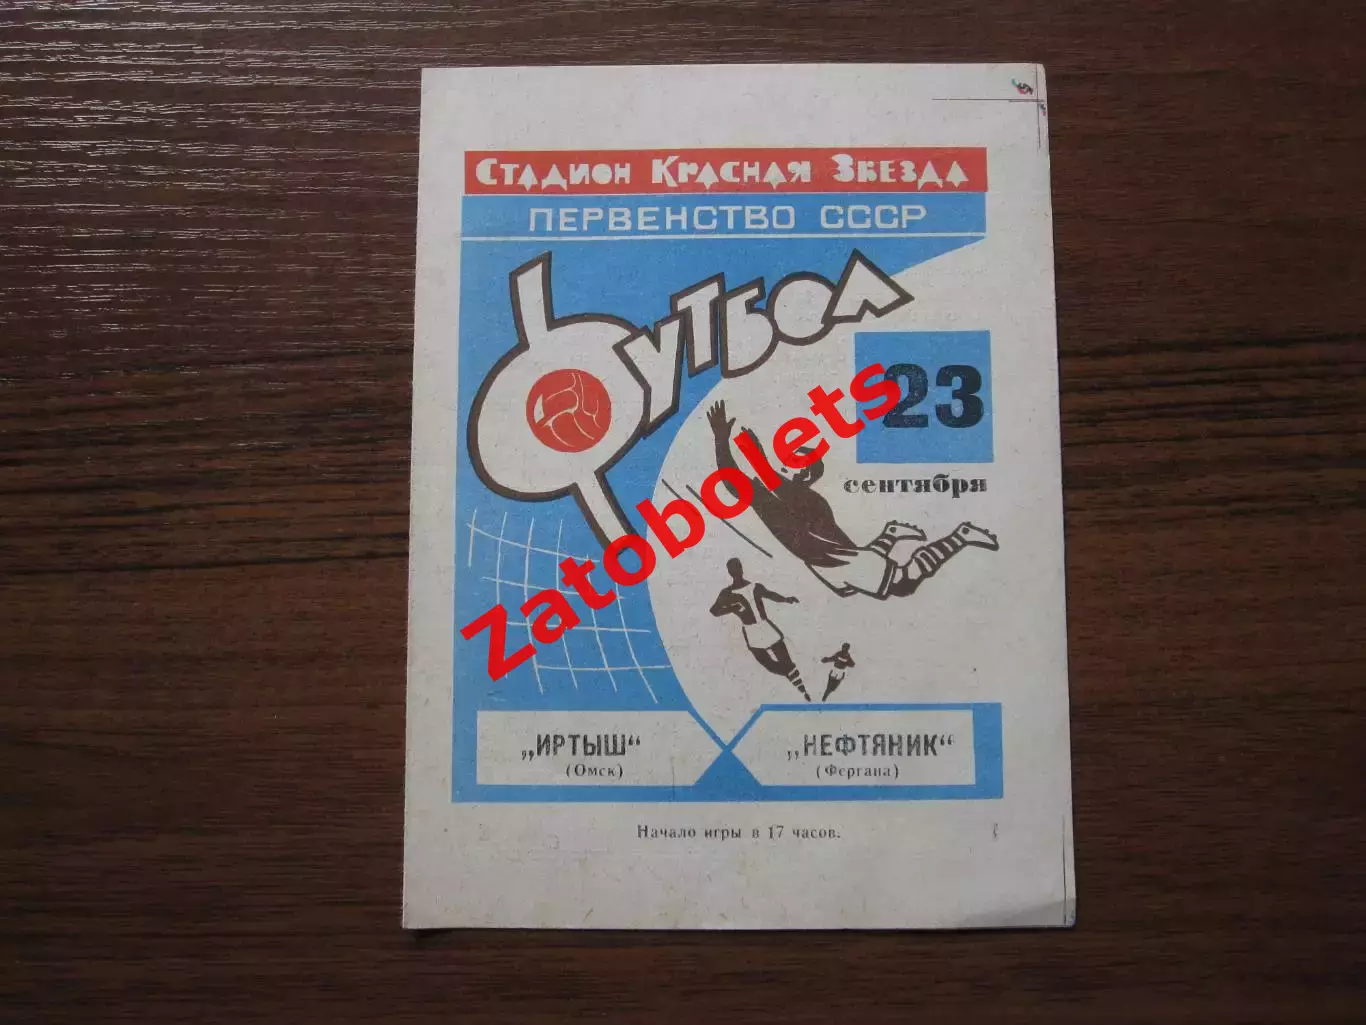 Стадион Красная Звезда
ПЕРВЕНСТВО СССР
Футбол
23
сентября
Zatobolets
„ИРТЫШ“
(Омск)
„НЕФТЯНИК“
(Фергана)
Начало игры в 17 часов.